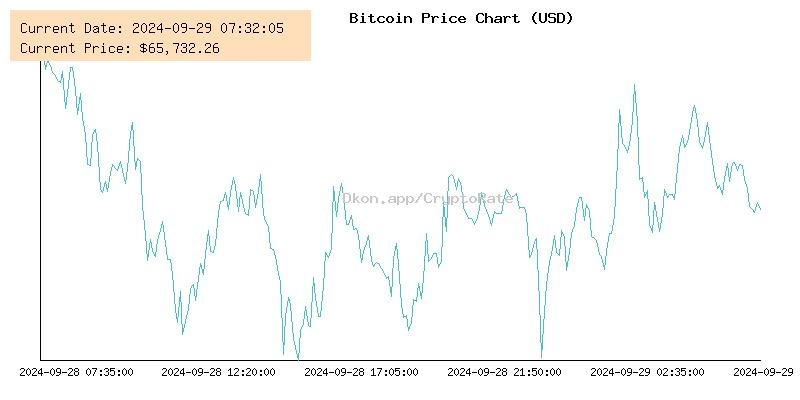 Bitcoin Price Chart (USD)
Current Date: 2024-09-29 07:32:05
Current Price: $65,732.26
Okon.app/CryptoRate
2024-09-28 07:35:00 2024-09-28 12:20:00 2024-09-28 17:05:00 2024-09-28 21:50:00 2024-09-29 02:35:00 2024-09-29